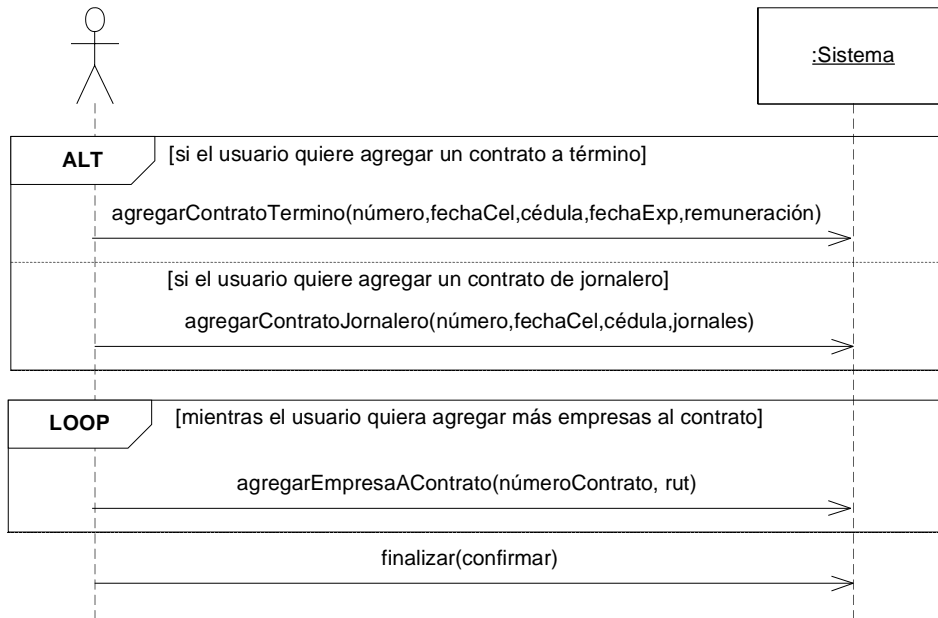 :Sistema
ALT
[si el usuario quiere agregar un contrato a término]
agregarContratoTermino(número,fechaCel,cédula,fechaExp,remuneración)
[si el usuario quiere agregar un contrato de jornalero]
agregarContratoJornalero(número,fechaCel,cédula,jornales)
LOOP
[mientras el usuario quiera agregar más empresas al contrato]
agregarEmpresaAContrato(númeroContrato, rut)
finalizar(confirmar)